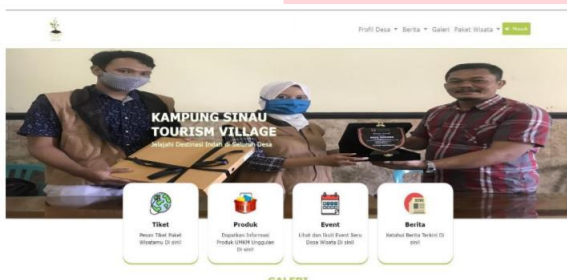 Profil Desa Berita Galeri Paket Wisata Masuk
KAMPUNG SINAU
TOURISM VILLAGE
Jelajahi Destinasi Indah di Seluruh Desa
Tiket
Pesan Tiket Paket
Wisatamu Di sini!
Produk
Dapatkan Informasi
Produk UMKM Unggulan
Di sini!
Event
Lihat dan Ikuti Event Seru
Desa Wisata Di sini!
Berita
Ketahui Berita Terkini Di
sini!
GALERI